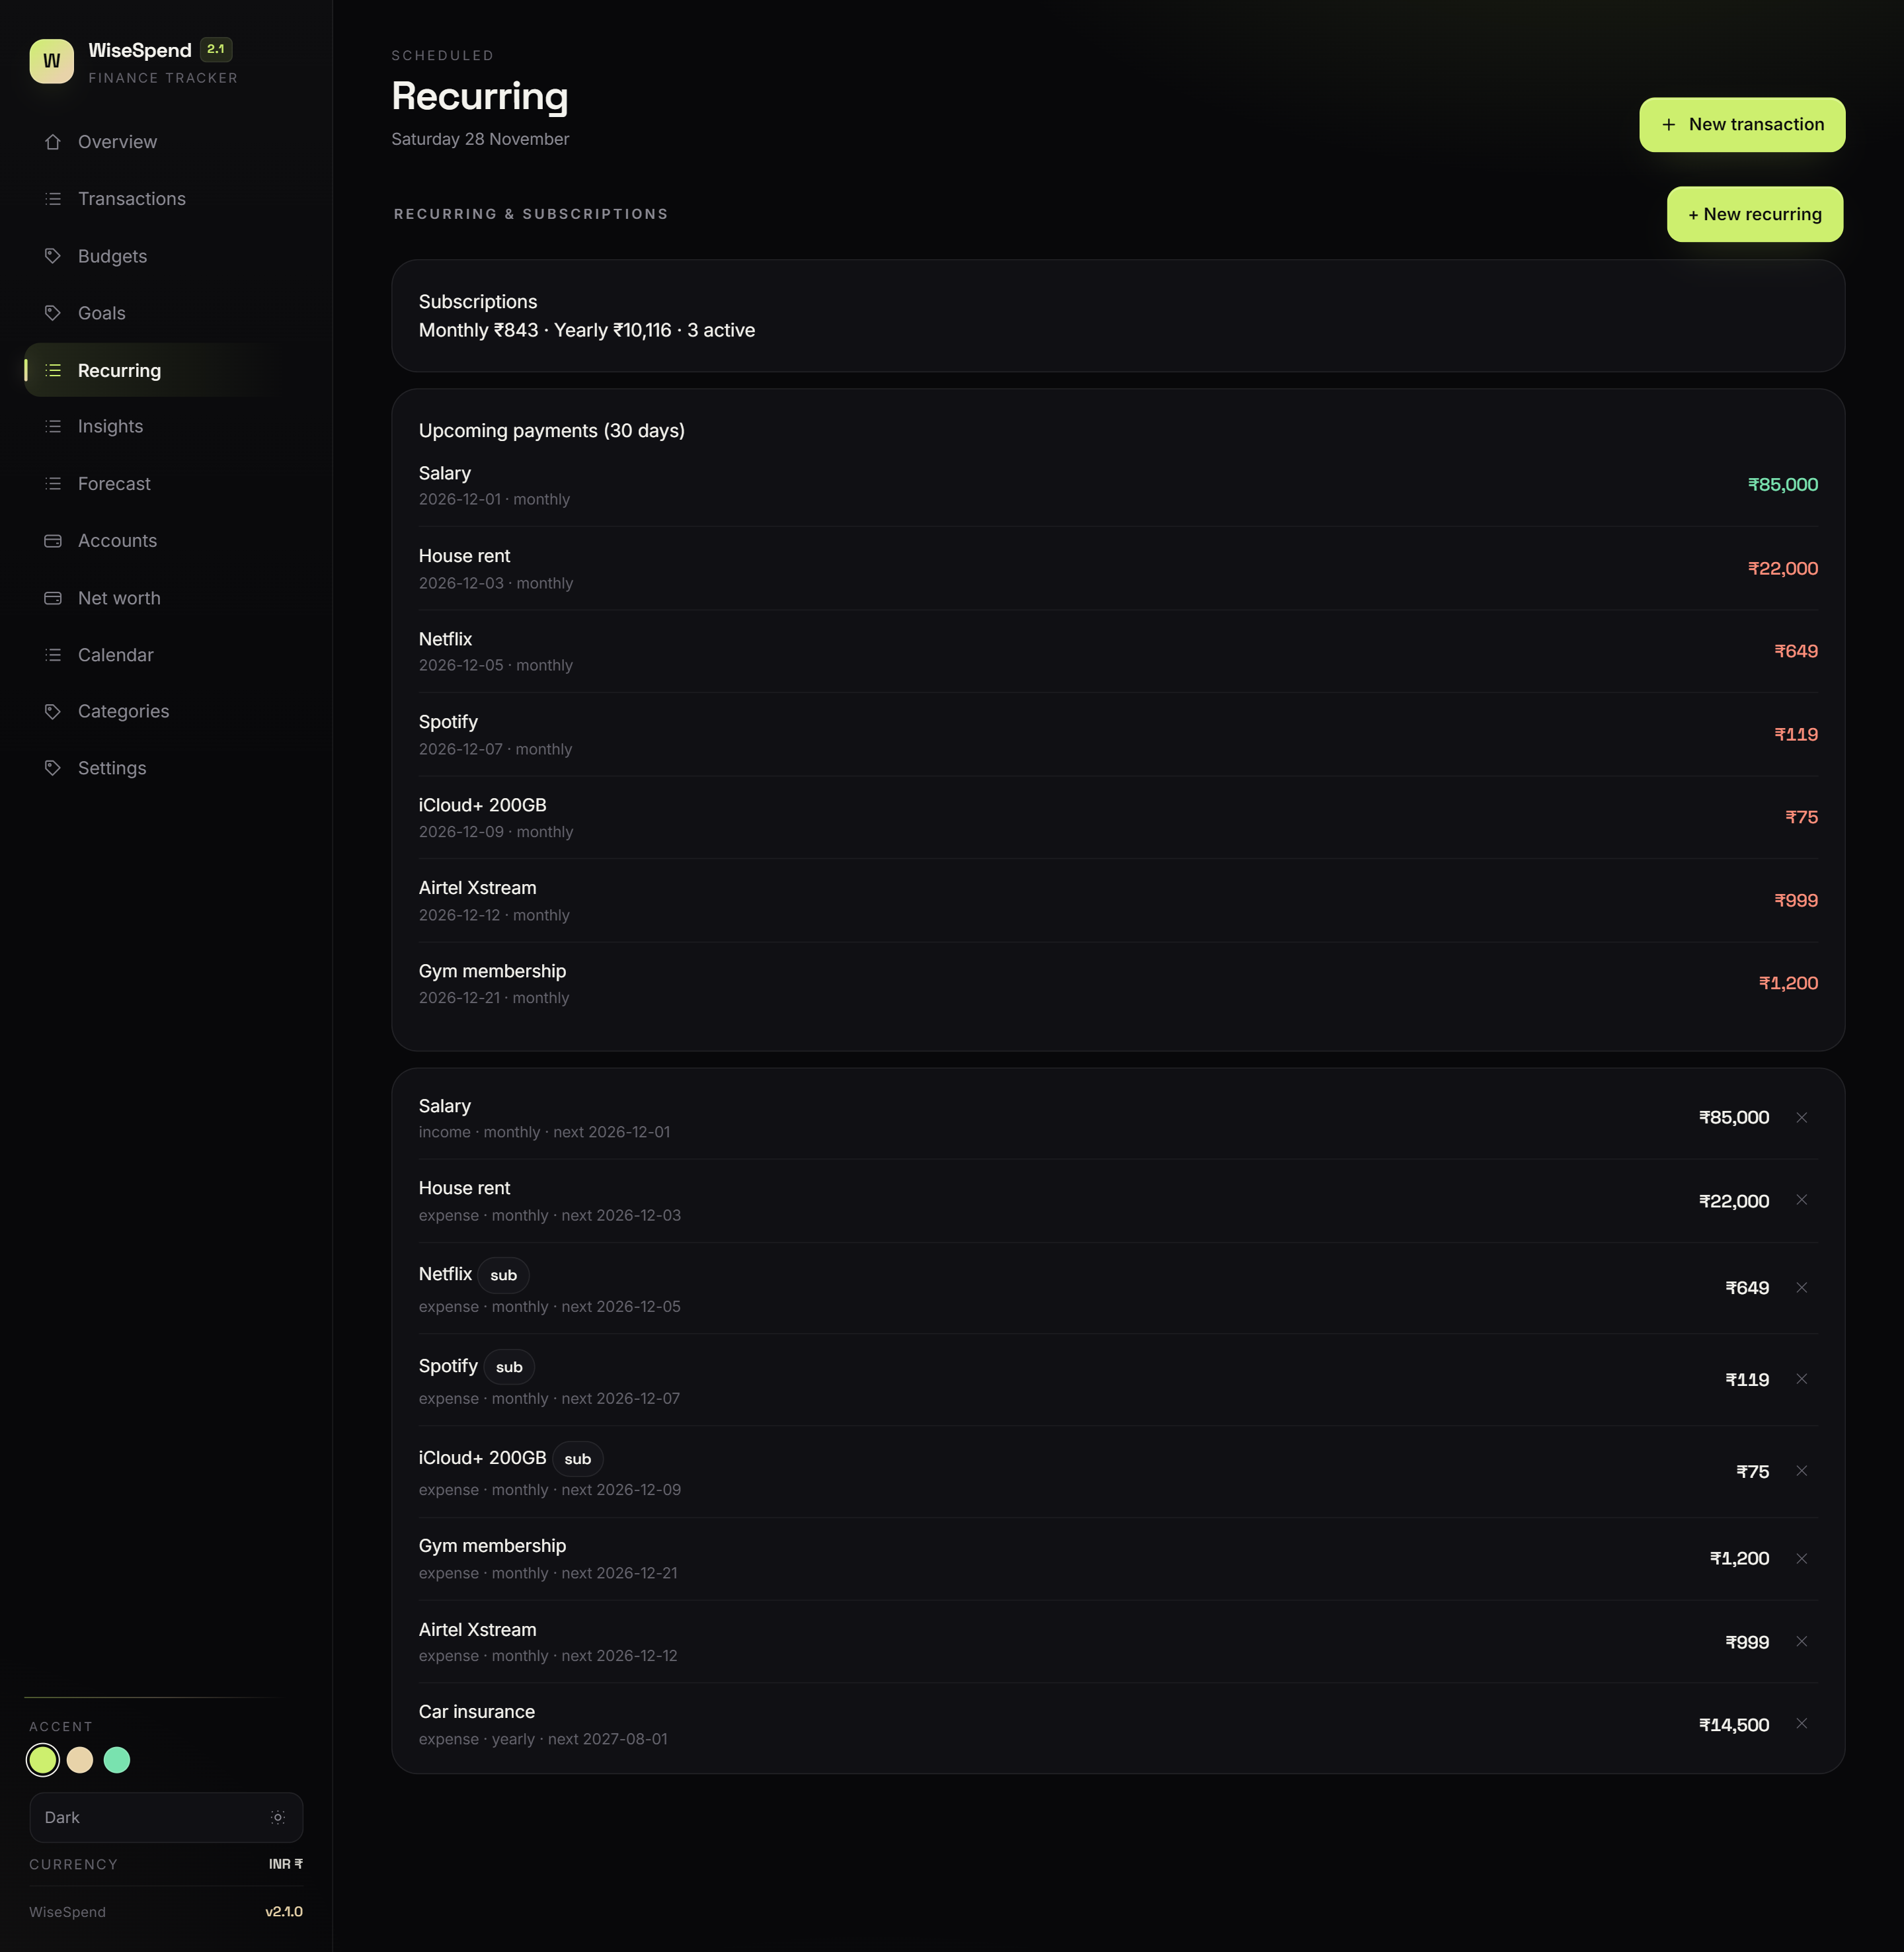 W
WiseSpend 2.1
FINANCE TRACKER
Overview
Transactions
Budgets
Goals
Recurring
Insights
Forecast
Accounts
Net worth
Calendar
Categories
Settings
ACCENT
Dark
CURRENCY INR ₹
WiseSpend v2.1.0
SCHEDULED
Recurring
Saturday 28 November
+ New transaction
RECURRING & SUBSCRIPTIONS
+ New recurring
Subscriptions
Monthly ₹843 · Yearly ₹10,116 · 3 active
Upcoming payments (30 days)
Salary
2026-12-01 · monthly
₹85,000
House rent
2026-12-03 · monthly
₹22,000
Netflix
2026-12-05 · monthly
₹649
Spotify
2026-12-07 · monthly
₹119
iCloud+ 200GB
2026-12-09 · monthly
₹75
Airtel Xstream
2026-12-12 · monthly
₹999
Gym membership
2026-12-21 · monthly
₹1,200
Salary
income · monthly · next 2026-12-01
₹85,000
House rent
expense · monthly · next 2026-12-03
₹22,000
Netflix sub
expense · monthly · next 2026-12-05
₹649
Spotify sub
expense · monthly · next 2026-12-07
₹119
iCloud+ 200GB sub
expense · monthly · next 2026-12-09
₹75
Gym membership
expense · monthly · next 2026-12-21
₹1,200
Airtel Xstream
expense · monthly · next 2026-12-12
₹999
Car insurance
expense · yearly · next 2027-08-01
₹14,500